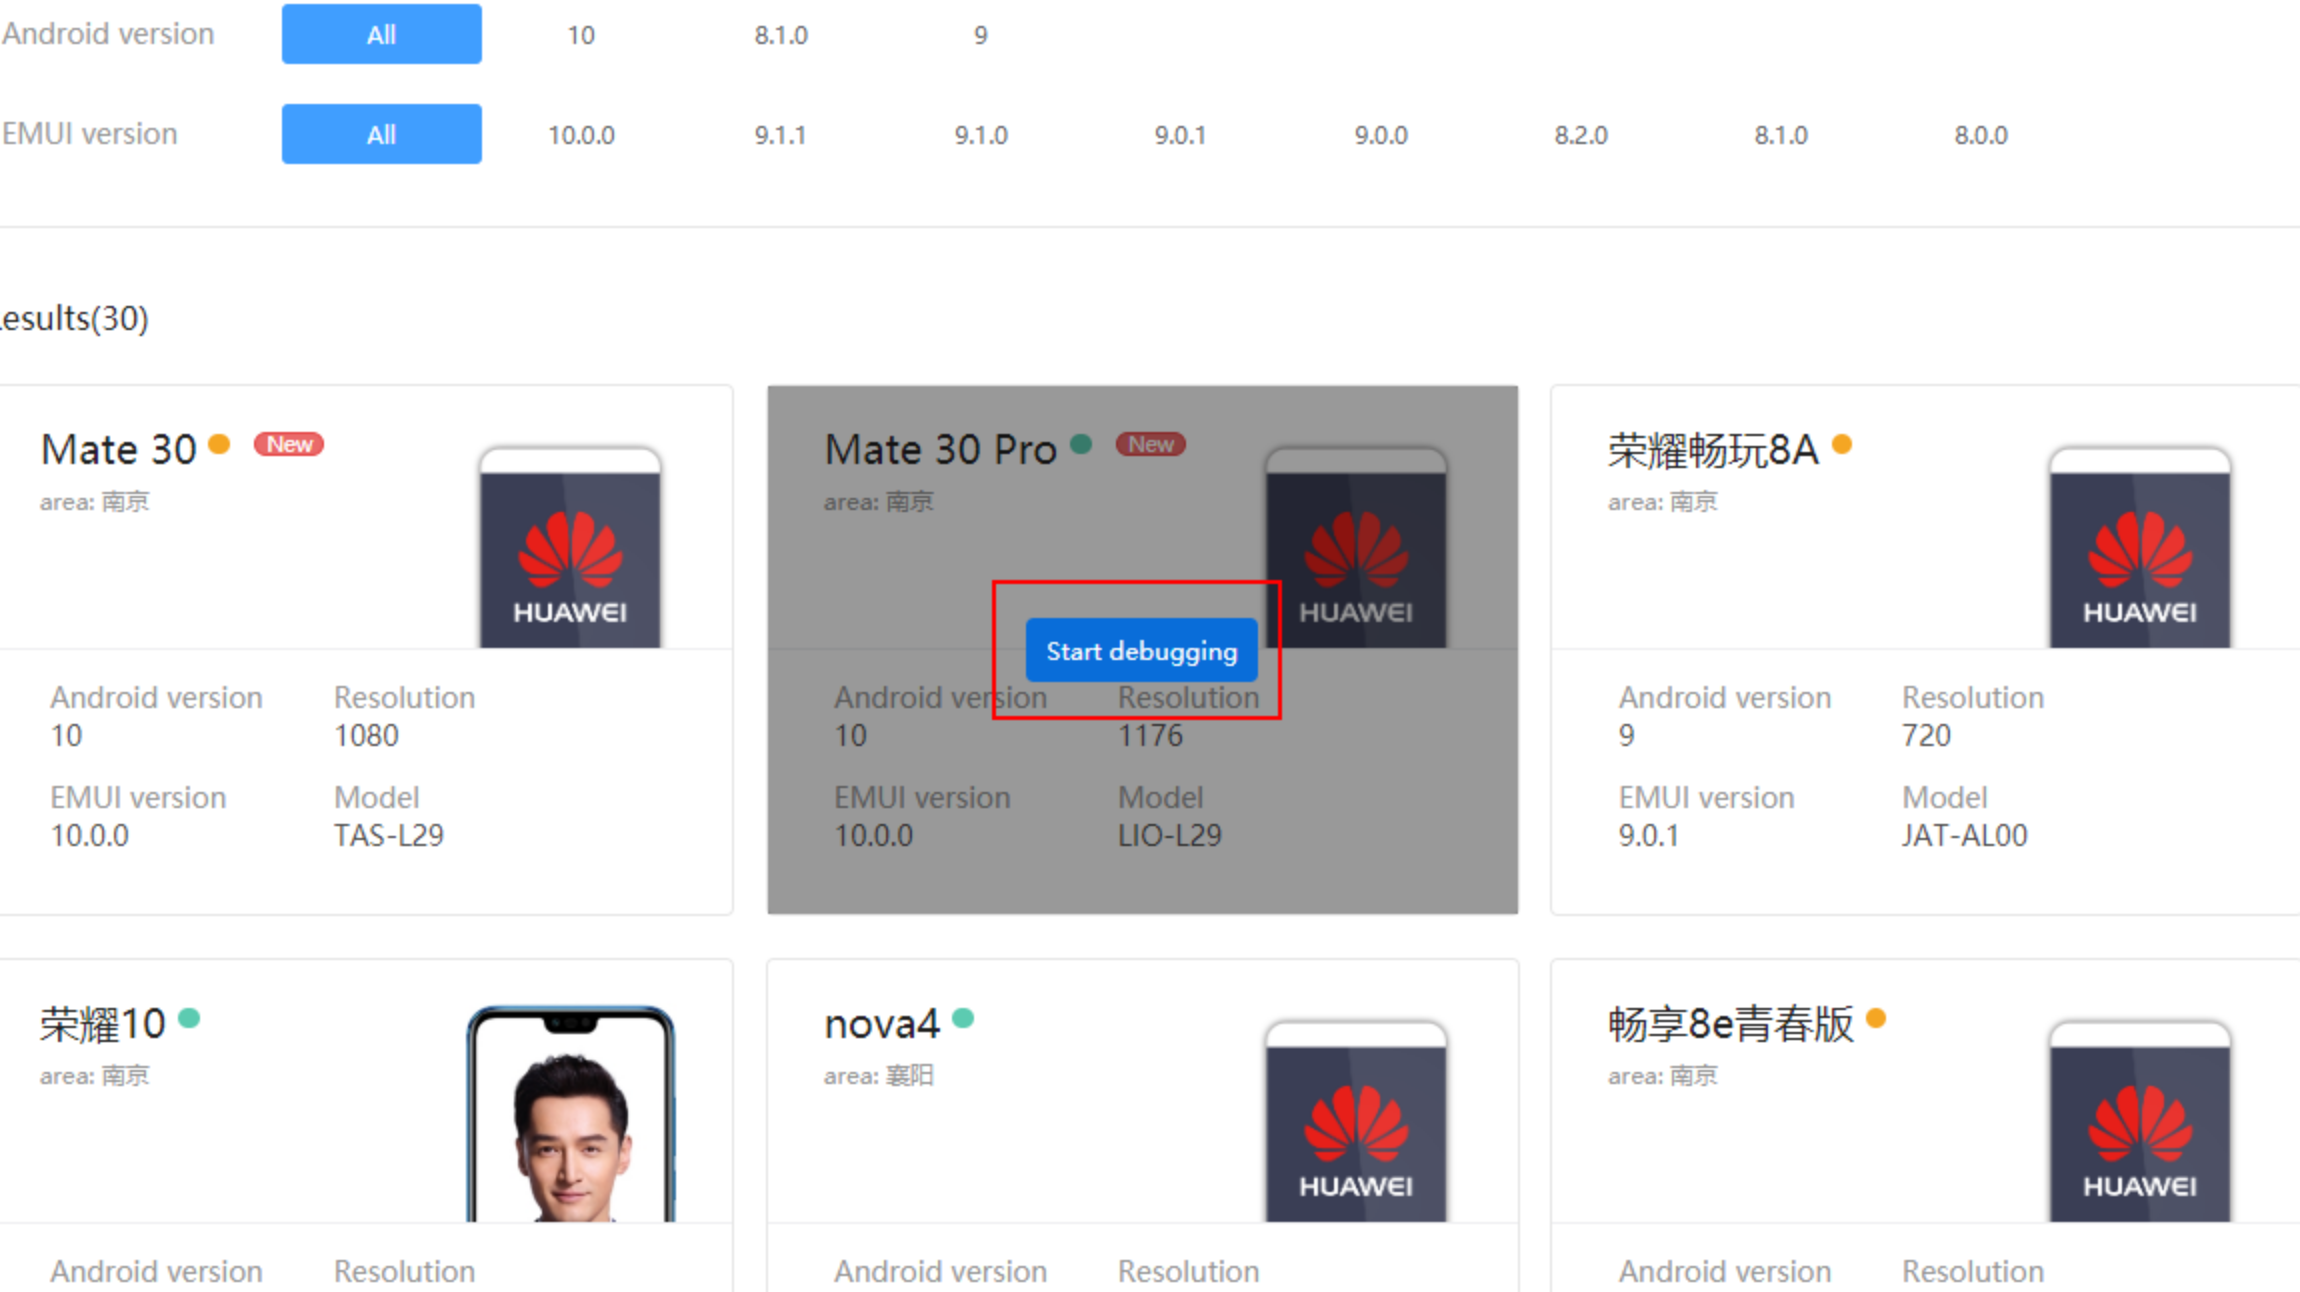 Android version All 10 8.1.0 9
EMUI version All 10.0.0 9.1.1 9.1.0 9.0.1 9.0.0 8.2.0 8.1.0 8.0.0
esults(30)
Mate 30 New
area: 南京
HUAWEI
Android version Resolution
10 1080
EMUI version Model
10.0.0 TAS-L29
Mate 30 Pro New
area: 南京
HUAWEI
Start debugging
Android version Resolution
10 1176
EMUI version Model
10.0.0 LIO-L29
荣耀畅玩8A
area: 南京
HUAWEI
Android version Resolution
9 720
EMUI version Model
9.0.1 JAT-AL00
荣耀10
area: 南京
Android version Resolution
nova4
area: 襄阳
HUAWEI
Android version Resolution
畅享8e青春版
area: 南京
HUAWEI
Android version Resolution